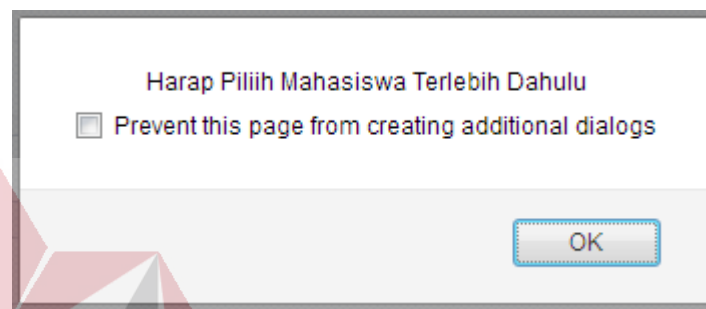 Harap Piliih Mahasiswa Terlebih Dahulu
Prevent this page from creating additional dialogs
OK